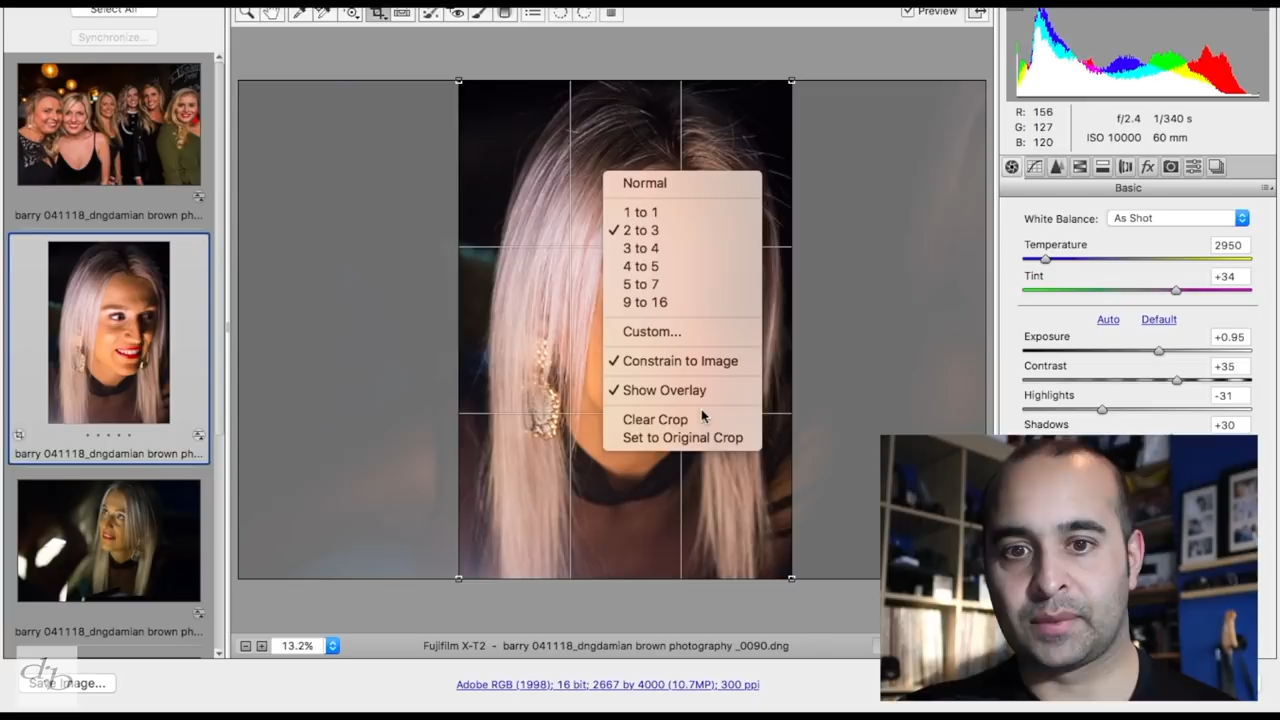 Select All
Synchronize...
Preview
barry 041118_dngdamian brown ph...
barry 041118_dngdamian brown ph...
barry 041118_dngdamian brown ph...
Save Image...
db
Normal
1 to 1
2 to 3
3 to 4
4 to 5
5 to 7
9 to 16
Custom...
Constrain to Image
Show Overlay
Clear Crop
Set to Original Crop
13.2%
Fujifilm X-T2 - barry 041118_dngdamian brown photography _0090.dng
Adobe RGB (1998); 16 bit; 2667 by 4000 (10.7MP); 300 ppi
R: 156
G: 127
B: 120
f/2.4 1/340 s
ISO 10000 60 mm
fx
Basic
White Balance: As Shot
Temperature 2950
Tint +34
Auto Default
Exposure +0.95
Contrast +35
Highlights -31
Shadows +30